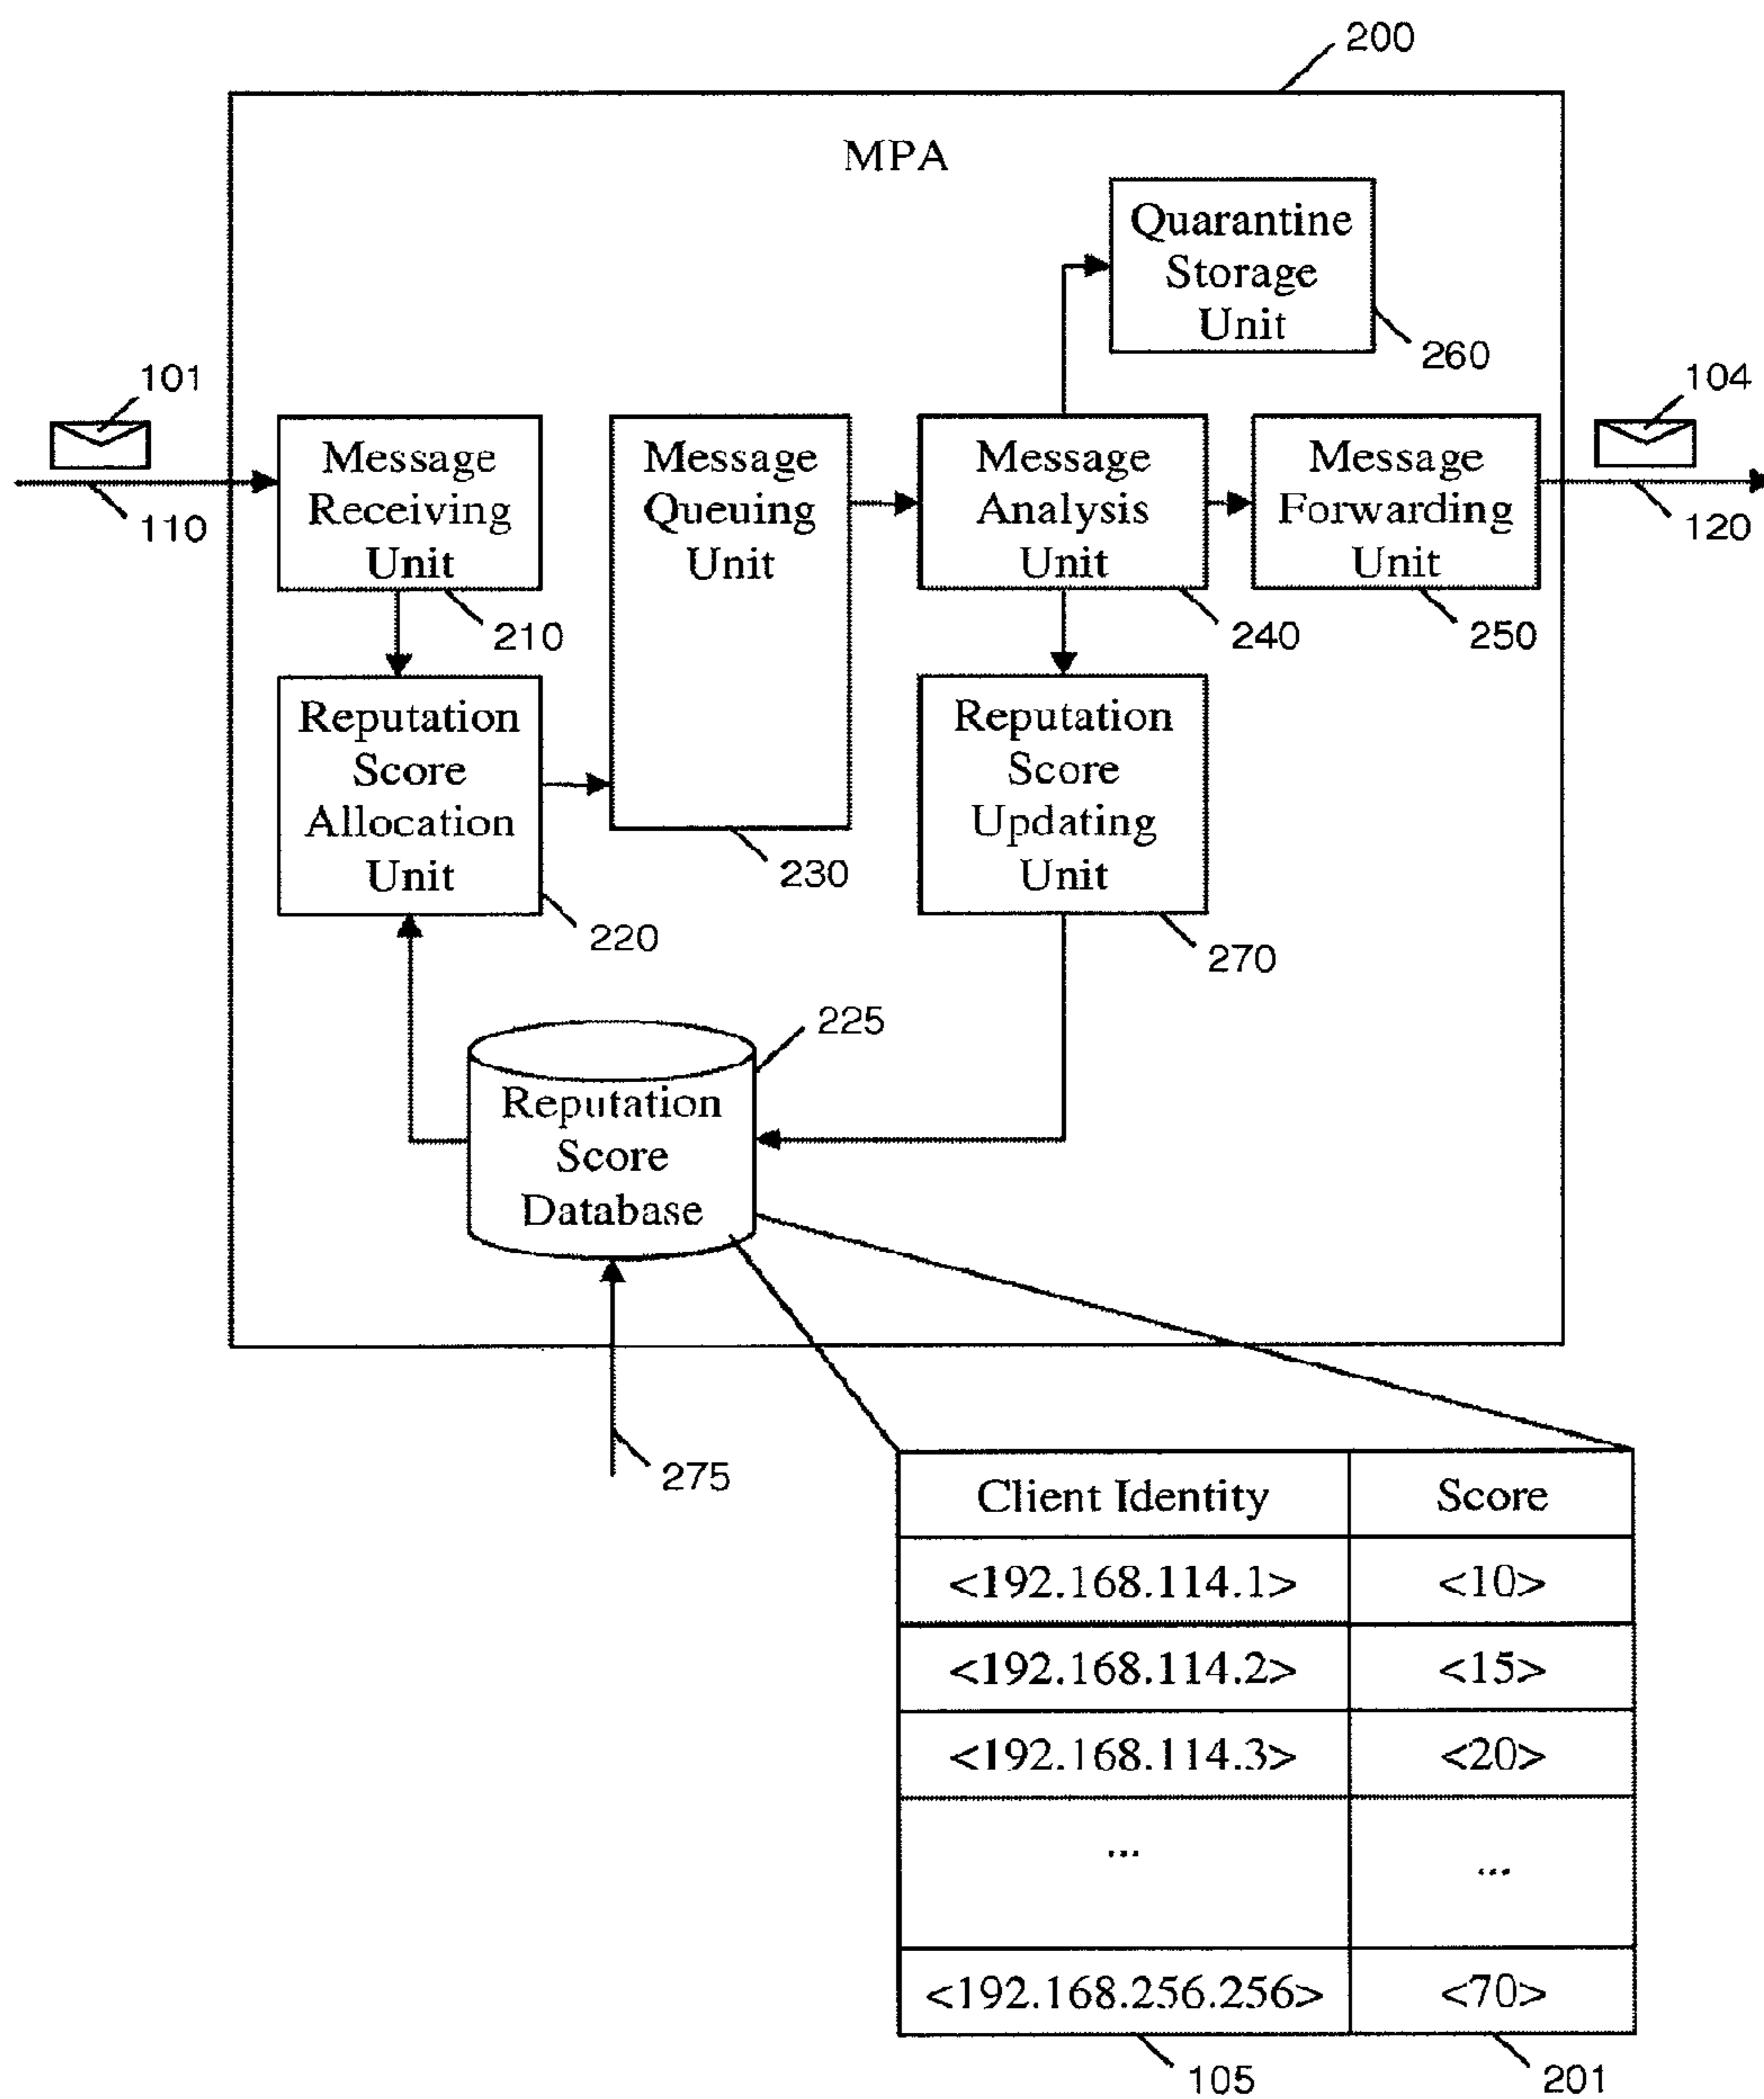 200
MPA
Quarantine
Storage
Unit
260
101
104
110
120
Message
Receiving
Unit
210
Message
Queuing
Unit
230
Message
Analysis
Unit
240
Message
Forwarding
Unit
250
Reputation
Score
Allocation
Unit
220
Reputation
Score
Updating
Unit
270
225
Reputation
Score
Database
275
Client Identity Score
<192.168.114.1> <10>
<192.168.114.2> <15>
<192.168.114.3> <20>
... ...
<192.168.256.256> <70>
105 201